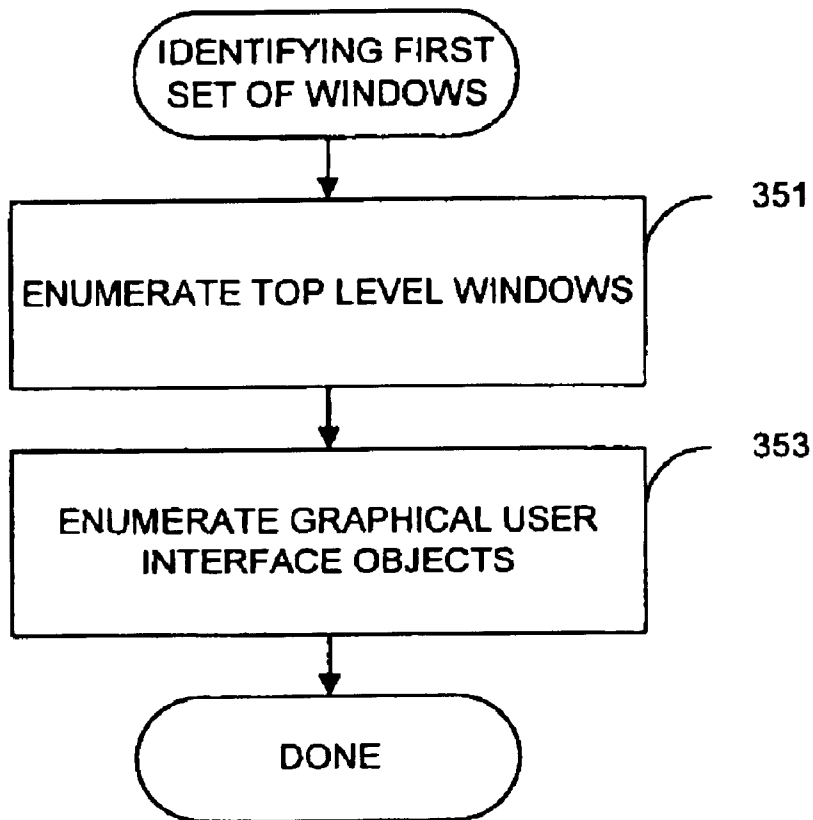 IDENTIFYING FIRST
SET OF WINDOWS
351
ENUMERATE TOP LEVEL WINDOWS
353
ENUMERATE GRAPHICAL USER
INTERFACE OBJECTS
DONE